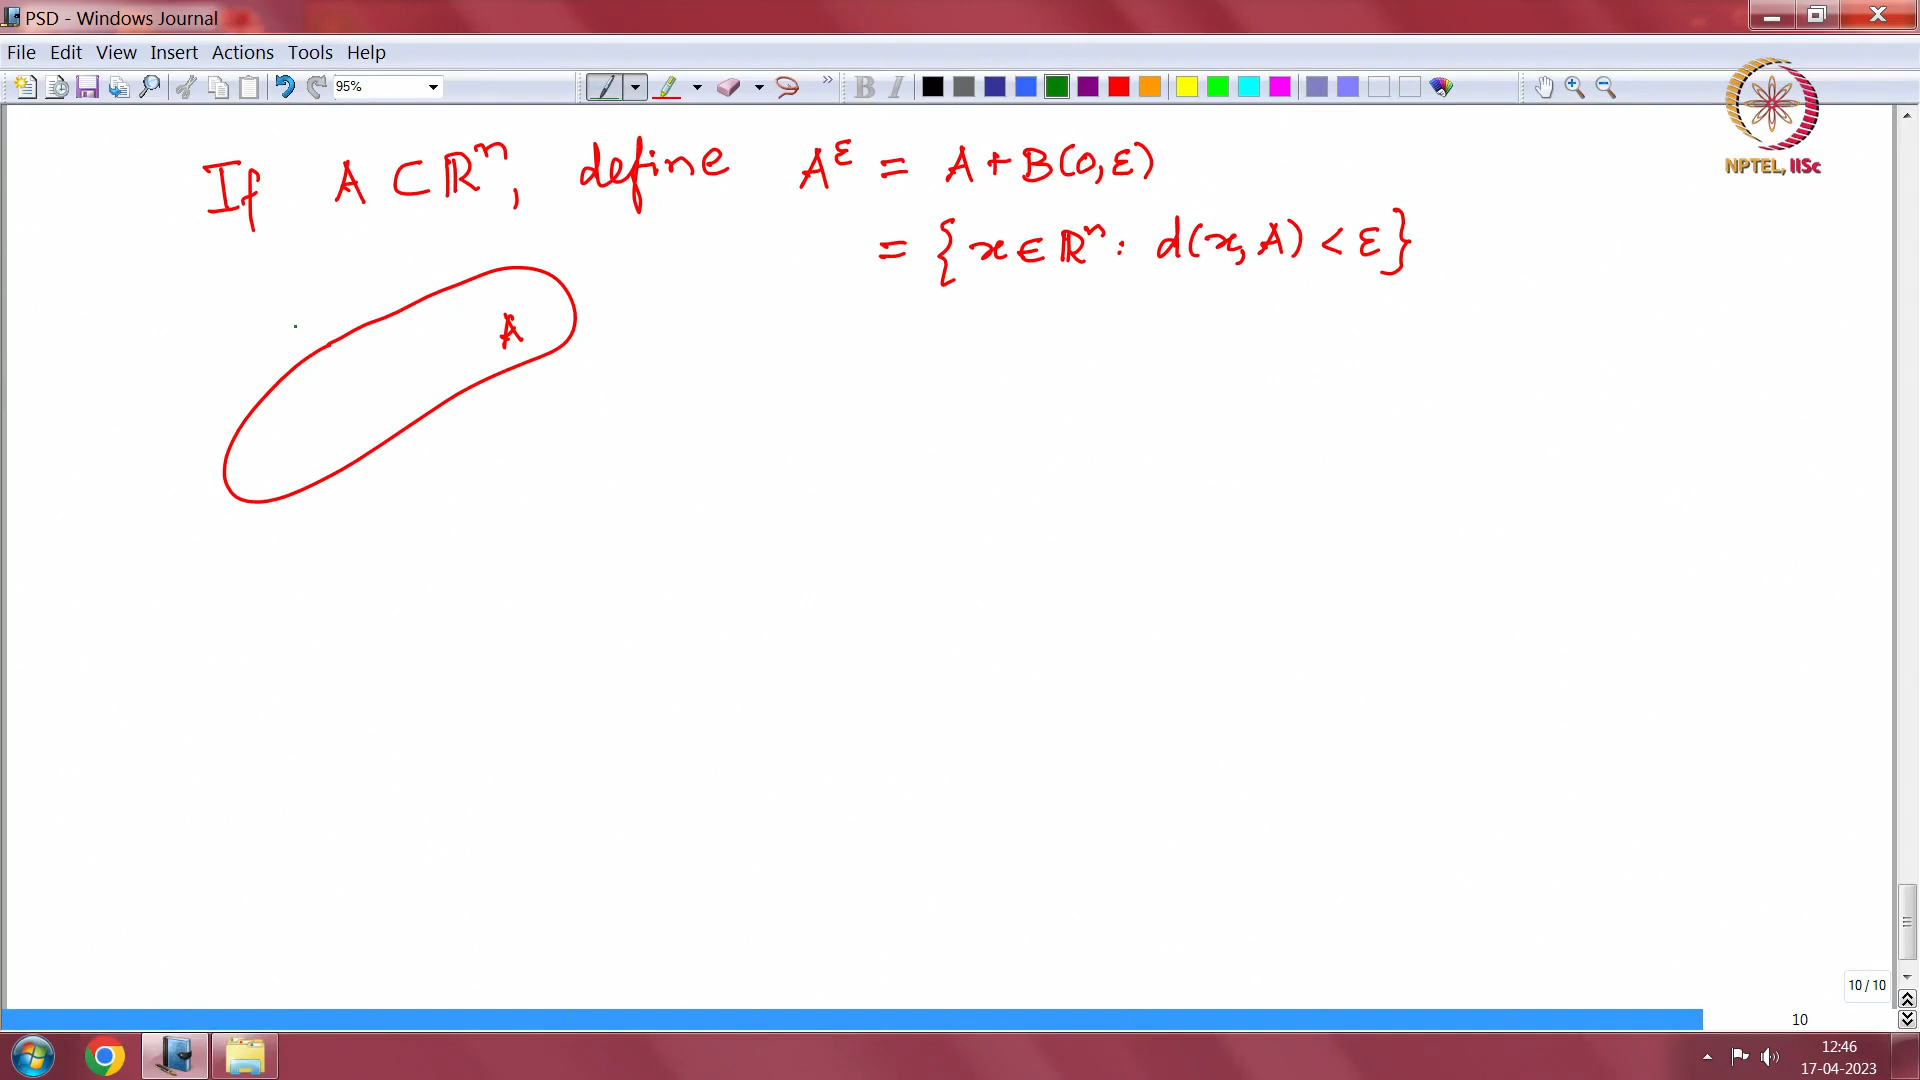 PSD - Windows Journal
File Edit View Insert Actions Tools Help
95%
B I
NPTEL, IISc
If A ⊂ ℝⁿ, define A^ε = A + B(0, ε)
= { x ∈ ℝⁿ : d(x, A) < ε }
A
10 / 10
10
12:46
17-04-2023